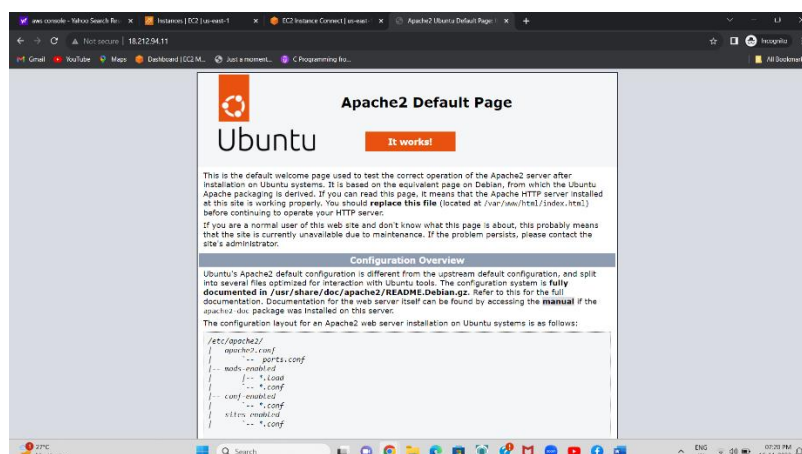 aws console - Yahoo Search Res
Instances | EC2 | us-east-1
EC2 Instance Connect | us-east-
Apache2 Ubuntu Default Page: I
Not secure
18.212.94.11
Incognito
Gmail
YouTube
Maps
Dashboard | EC2 M...
Just a moment...
C Programming ho...
All Bookmark
Apache2 Default Page
Ubuntu
It works!
This is the default welcome page used to test the correct operation of the Apache2 server after
installation on Ubuntu systems. It is based on the equivalent page on Debian, from which the Ubuntu
Apache packaging is derived. If you can read this page, it means that the Apache HTTP server installed
at this site is working properly. You should replace this file (located at /var/www/html/index.html)
before continuing to operate your HTTP server.
If you are a normal user of this web site and don't know what this page is about, this probably means
that the site is currently unavailable due to maintenance. If the problem persists, please contact the
site's administrator.
Configuration Overview
Ubuntu's Apache2 default configuration is different from the upstream default configuration, and split
into several files optimized for interaction with Ubuntu tools. The configuration system is fully
documented in /usr/share/doc/apache2/README.Debian.gz. Refer to this for the full
documentation. Documentation for the web server itself can be found by accessing the manual if the
apache2-doc package was installed on this server.
The configuration layout for an Apache2 web server installation on Ubuntu systems is as follows:
/etc/apache2/
| apache2.conf
| `-- ports.conf
|-- mods-enabled
| |-- *.load
| `-- *.conf
|-- conf-enabled
| `-- *.conf
| sites enabled
| `-- *.conf
27°C
Search
ENG
07:20 PM